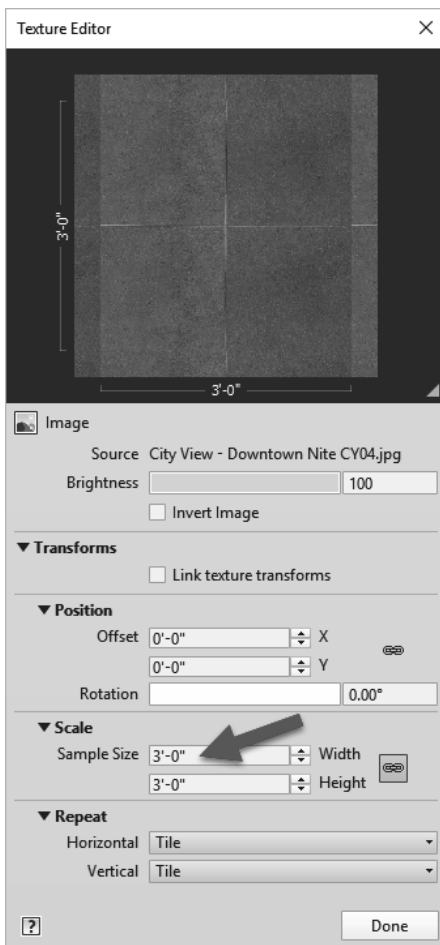 Texture Editor
3'-0"
3'-0"
Image
Source City View - Downtown Nite CY04.jpg
Brightness 100
Invert Image
Transforms
Link texture transforms
Position
Offset 0'-0" X
0'-0" Y
Rotation 0.00°
Scale
Sample Size 3'-0" Width
3'-0" Height
Repeat
Horizontal Tile
Vertical Tile
? Done